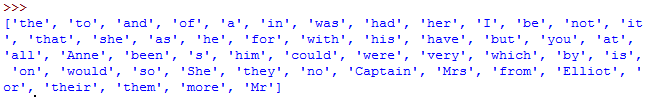 >>>
['the', 'to', 'and', 'of', 'a', 'in', 'was', 'had', 'her', 'I', 'be', 'not', 'it
', 'that', 'she', 'as', 'he', 'for', 'with', 'his', 'have', 'but', 'you', 'at',
'all', 'Anne', 'been', 's', 'him', 'could', 'were', 'very', 'which', 'by', 'is',
 'on', 'would', 'so', 'She', 'they', 'no', 'Captain', 'Mrs', 'from', 'Elliot', '
or', 'their', 'them', 'more', 'Mr']